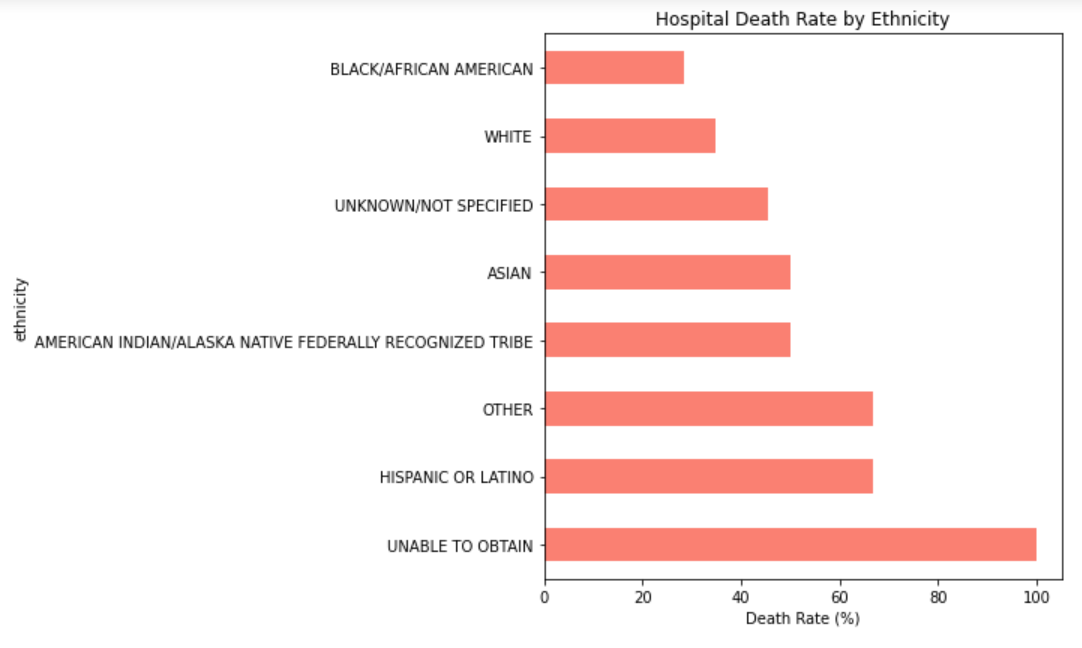 Hospital Death Rate by Ethnicity
BLACK/AFRICAN AMERICAN
WHITE
UNKNOWN/NOT SPECIFIED
ASIAN
AMERICAN INDIAN/ALASKA NATIVE FEDERALLY RECOGNIZED TRIBE
OTHER
HISPANIC OR LATINO
UNABLE TO OBTAIN
ethnicity
0 20 40 60 80 100
Death Rate (%)